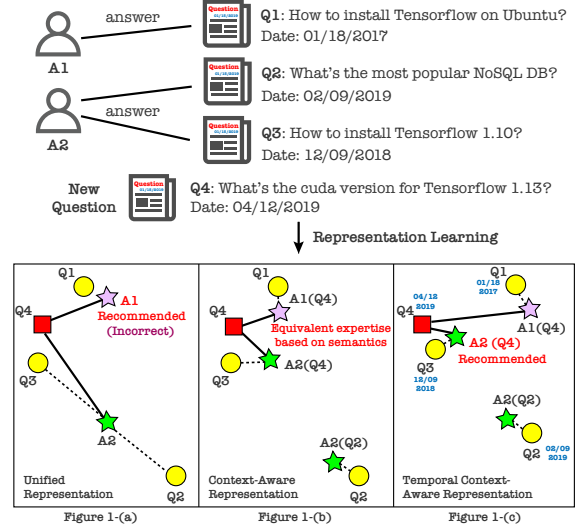 answer
Question
01/18/2017
Q1: How to install Tensorflow on Ubuntu?
Date: 01/18/2017
A1
Question
Q2: What's the most popular NoSQL DB?
Date: 02/09/2019
answer
A2
Question
Q3: How to install Tensorflow 1.10?
Date: 12/09/2018
New
Question
Question
Q4: What's the cuda version for Tensorflow 1.13?
Date: 04/12/2019
Representation Learning
Q1
Q4
A1
Recommended
(Incorrect)
Q3
A2
Q2
Unified
Representation
Q1
A1(Q4)
Q4
Equivalent expertise
based on semantics
Q3
A2(Q4)
A2(Q2)
Q2
Context-Aware
Representation
Q1
01/18
2017
04/12
2019
Q4
A1(Q4)
A2 (Q4)
Recommended
Q3
12/09
2018
A2(Q2)
Q2
02/09
2019
Temporal Context-
Aware Representation
Figure 1-(a)
Figure 1-(b)
Figure 1-(c)